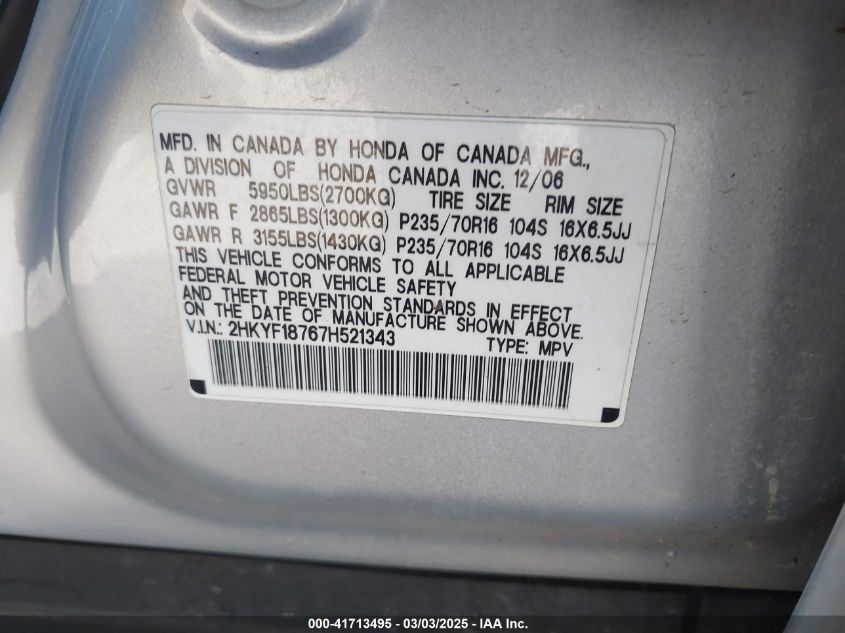 MFD. IN CANADA BY HONDA OF CANADA MFG.,
A DIVISION OF HONDA CANADA INC. 12/06
GVWR 5950LBS(2700KG) TIRE SIZE RIM SIZE
GAWR F 2865LBS(1300KG) P235/70R16 104S 16X6.5JJ
GAWR R 3155LBS(1430KG) P235/70R16 104S 16X6.5JJ
THIS VEHICLE CONFORMS TO ALL APPLICABLE
FEDERAL MOTOR VEHICLE SAFETY
AND THEFT PREVENTION STANDARDS IN EFFECT
ON THE DATE OF MANUFACTURE SHOWN ABOVE.
V.I.N.: 2HKYF18767H521343 TYPE: MPV
000-41713495 - 03/03/2025 - IAA Inc.